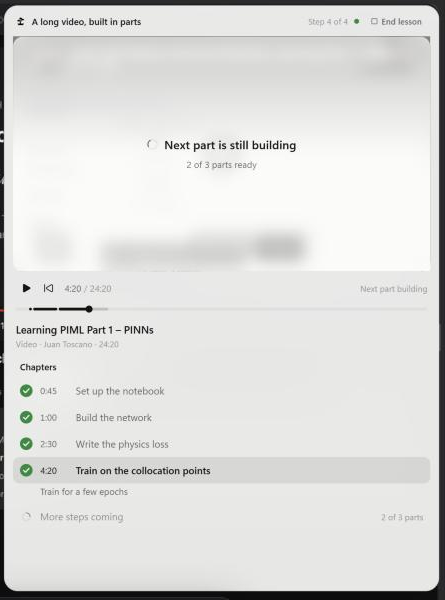 A long video, built in parts
Step 4 of 4
End lesson
Next part is still building
2 of 3 parts ready
4:20 / 24:20
Next part building
Learning PIML Part 1 – PINNs
Video · Juan Toscano · 24:20
Chapters
0:45 Set up the notebook
1:00 Build the network
2:30 Write the physics loss
4:20 Train on the collocation points
Train for a few epochs
More steps coming
2 of 3 parts